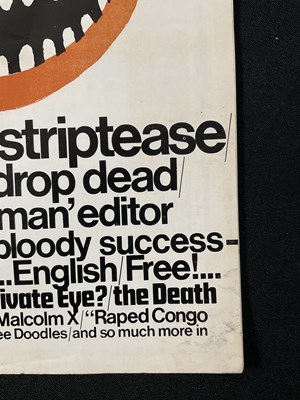 striptease/
drop dead/
man' editor
bloody success-
..English/Free!....
ivate Eye?/the Death
Malcolm X/"Raped Congo
ee Doodles/and so much more in